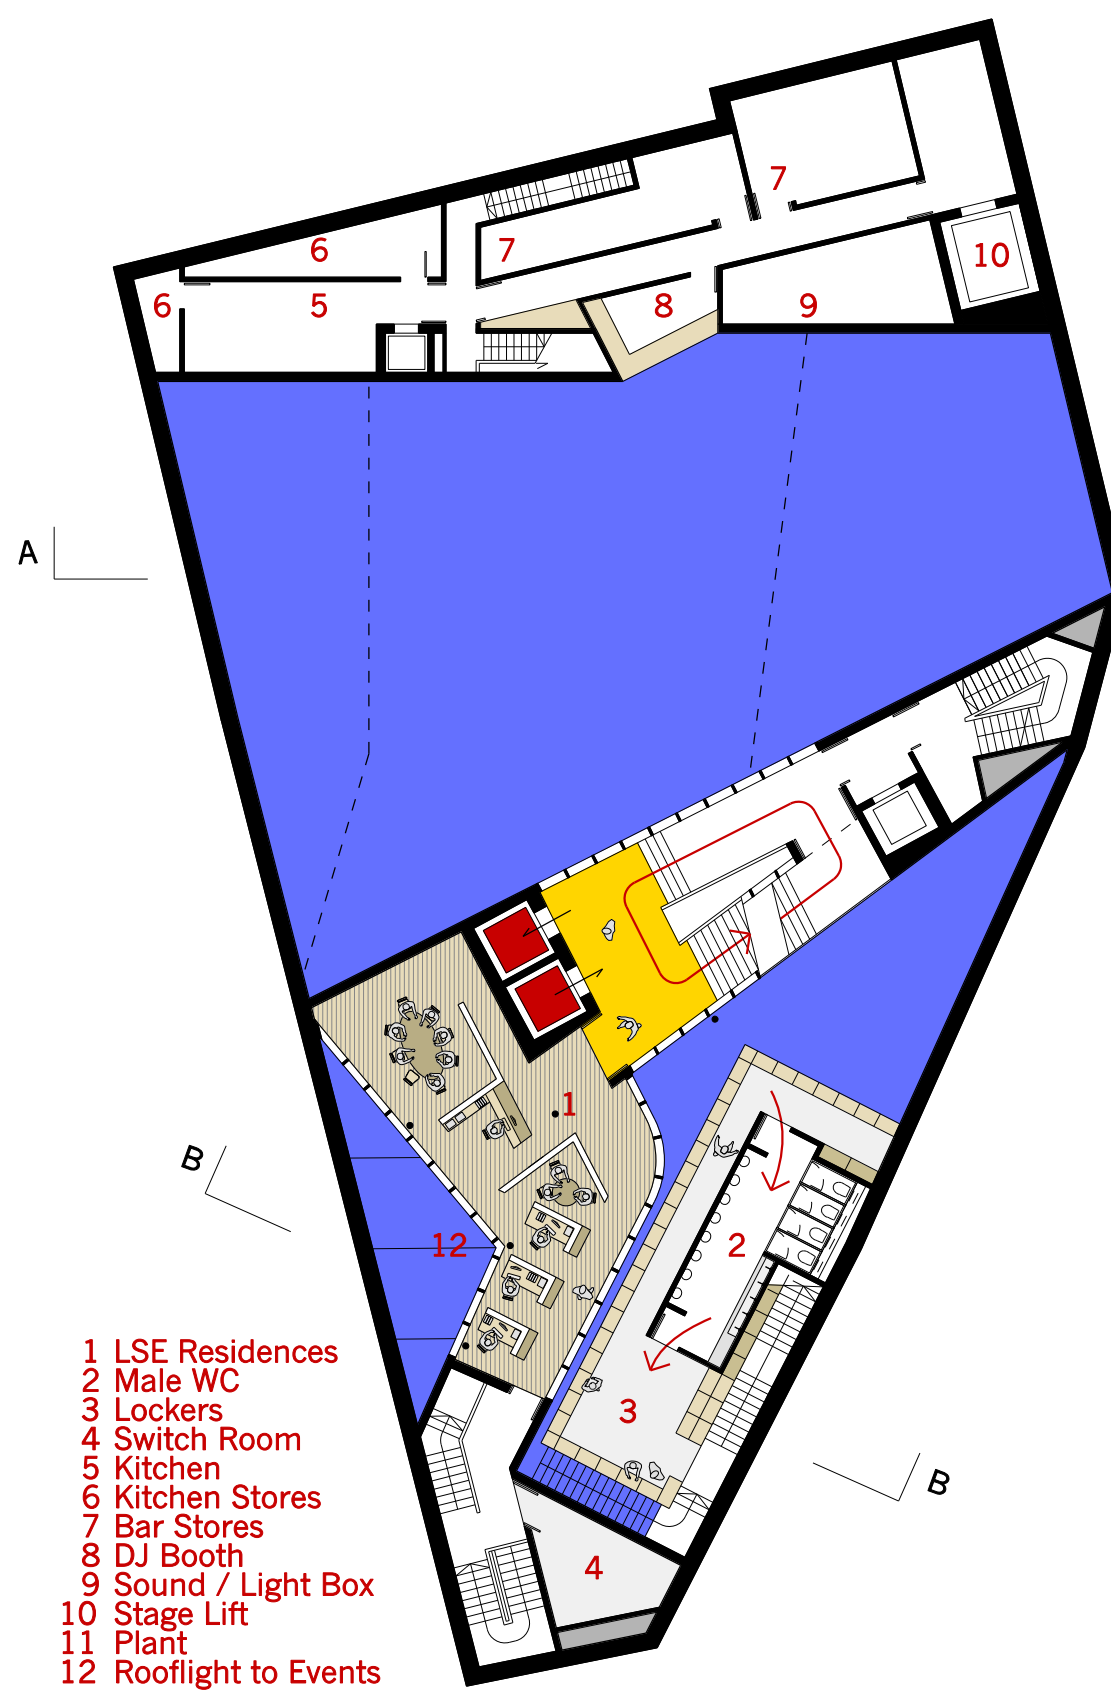 7
6
7
10
6
5
8
9
A
1
B
2
12
3
B
4
1 LSE Residences
2 Male WC
3 Lockers
4 Switch Room
5 Kitchen
6 Kitchen Stores
7 Bar Stores
8 DJ Booth
9 Sound / Light Box
10 Stage Lift
11 Plant
12 Rooflight to Events